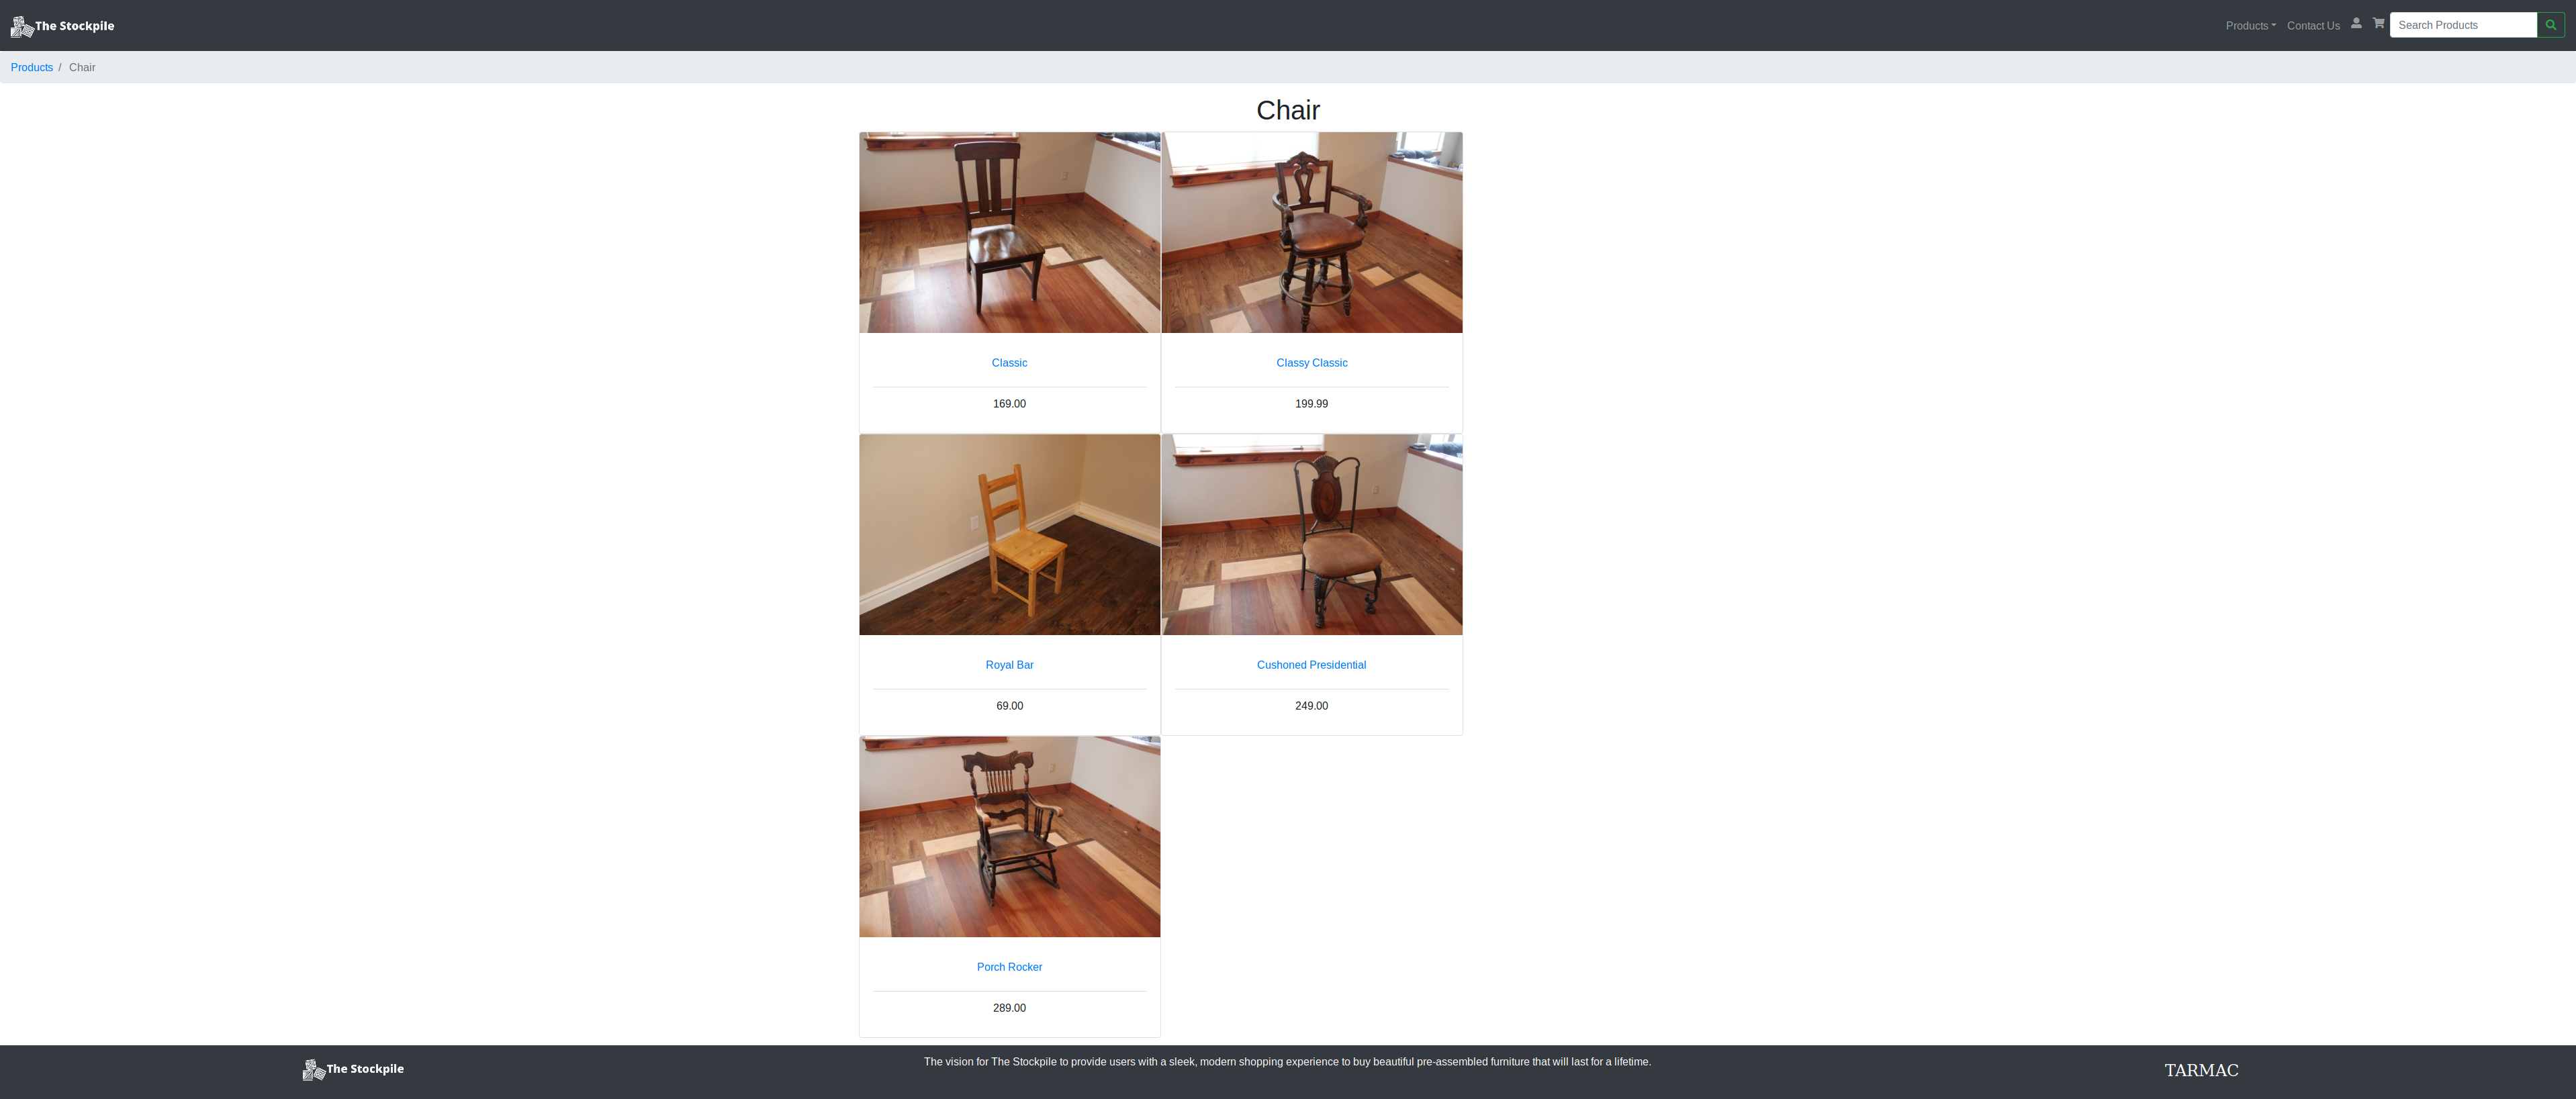 The Stockpile
Products
Contact Us
Search Products
Products / Chair
Chair
Classic
169.00
Classy Classic
199.99
Royal Bar
69.00
Cushoned Presidential
249.00
Porch Rocker
289.00
The Stockpile
The vision for The Stockpile to provide users with a sleek, modern shopping experience to buy beautiful pre-assembled furniture that will last for a lifetime.
TARMAC